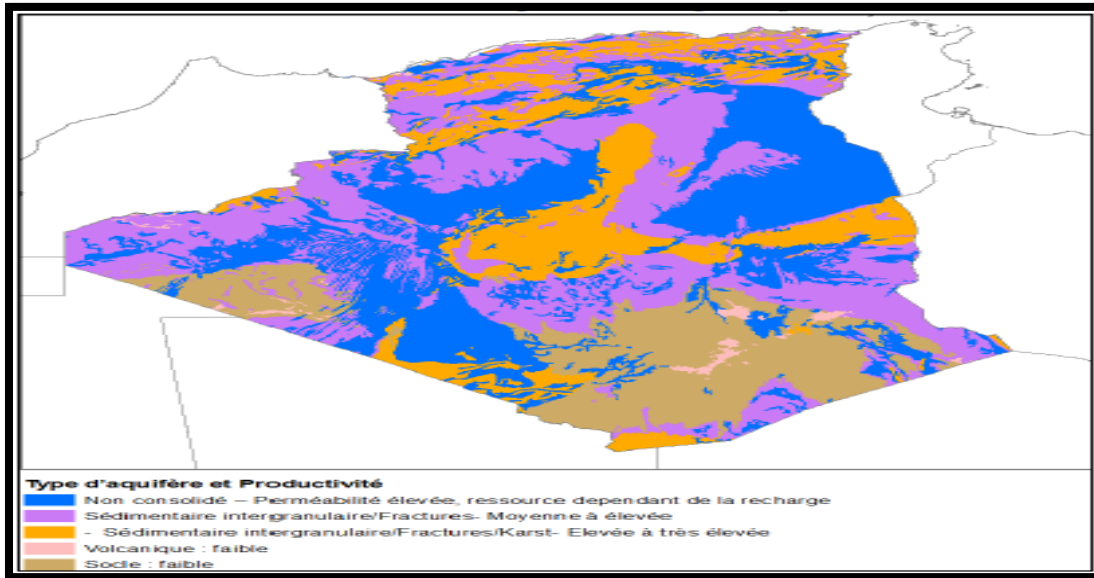 Type d'aquifère et Productivité
Non consolidé – Perméabilité élevée, ressource dependant de la recharge
Sédimentaire intergranulaire/Fractures- Moyenne à élevée
- Sédimentaire intergranulaire/Fractures/Karst- Elevée à très élevée
Volcanique : faible
Socle : faible